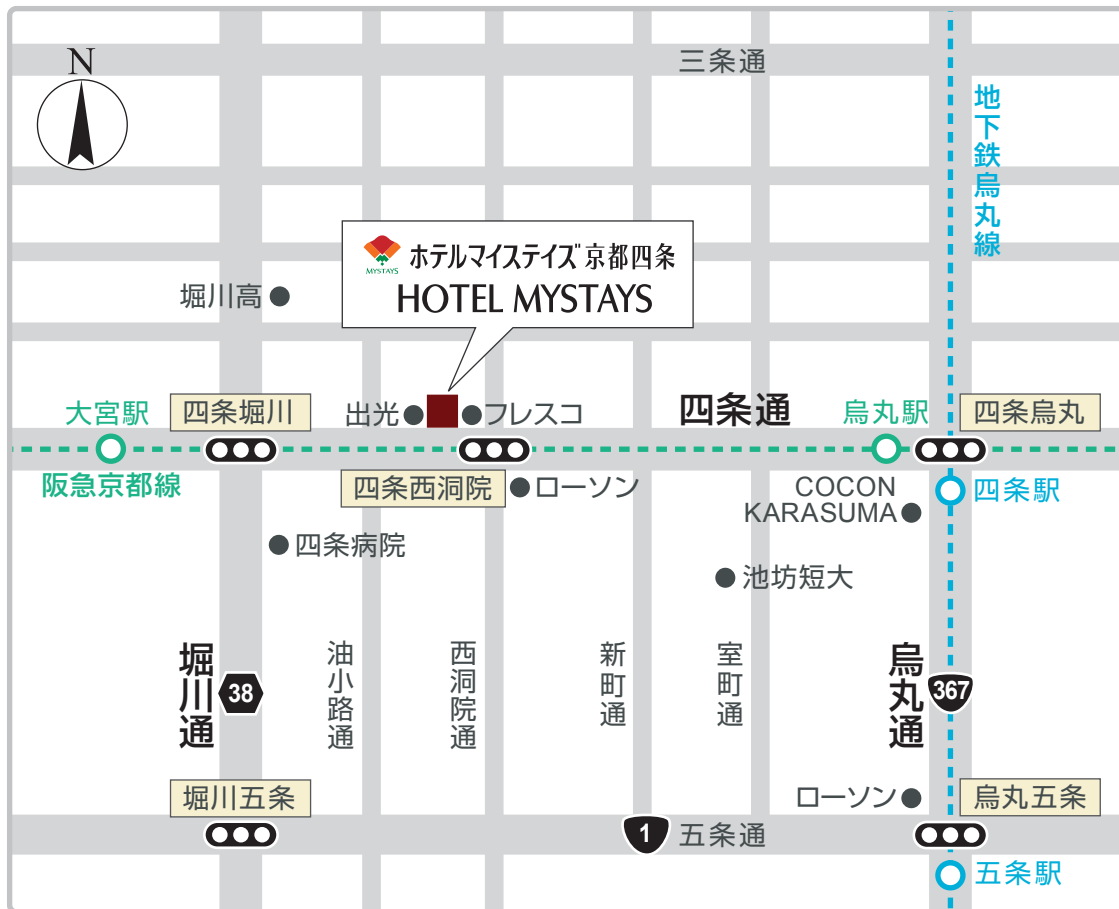 三条通
N
地下鉄烏丸線
MYSTAYS
ホテルマイステイズ京都四条
HOTEL MYSTAYS
堀川高
大宮駅
四条堀川
出光
フレスコ
四条通
烏丸駅
四条烏丸
阪急京都線
四条西洞院
ローソン
COCON
KARASUMA
四条駅
四条病院
池坊短大
堀川通
38
油小路通
西洞院通
新町通
室町通
烏丸通
367
堀川五条
ローソン
烏丸五条
1
五条通
五条駅